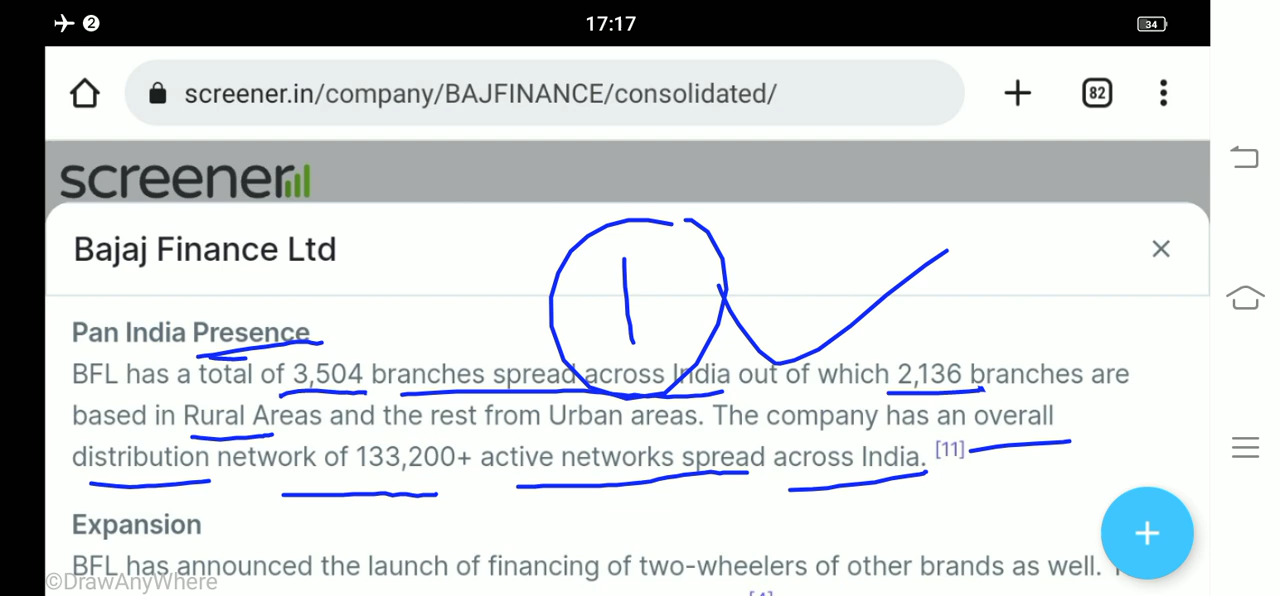 2 17:17 34
screener.in/company/BAJFINANCE/consolidated/ 82
screener
Bajaj Finance Ltd
1
Pan India Presence
BFL has a total of 3,504 branches spread across India out of which 2,136 branches are
based in Rural Areas and the rest from Urban areas. The company has an overall
distribution network of 133,200+ active networks spread across India. [11]
Expansion
BFL has announced the launch of financing of two-wheelers of other brands as well.
©DrawAnyWhere
[4]